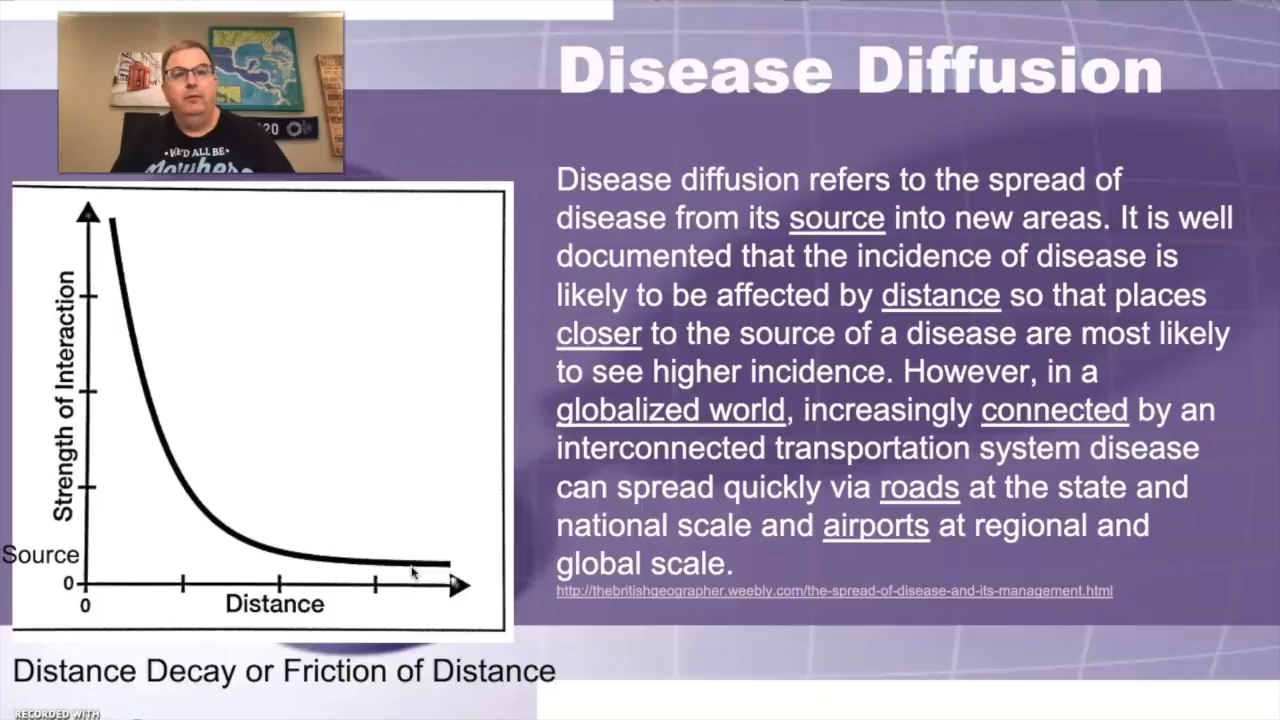 Disease Diffusion
WE'D ALL BE
Nowhere
20
Disease diffusion refers to the spread of
disease from its source into new areas. It is well
documented that the incidence of disease is
likely to be affected by distance so that places
closer to the source of a disease are most likely
to see higher incidence. However, in a
globalized world, increasingly connected by an
interconnected transportation system disease
can spread quickly via roads at the state and
national scale and airports at regional and
global scale.
http://thebritishgeographer.weebly.com/the-spread-of-disease-and-its-management.html
Strength of Interaction
Source
0
0
Distance
Distance Decay or Friction of Distance
RECORDED WITH